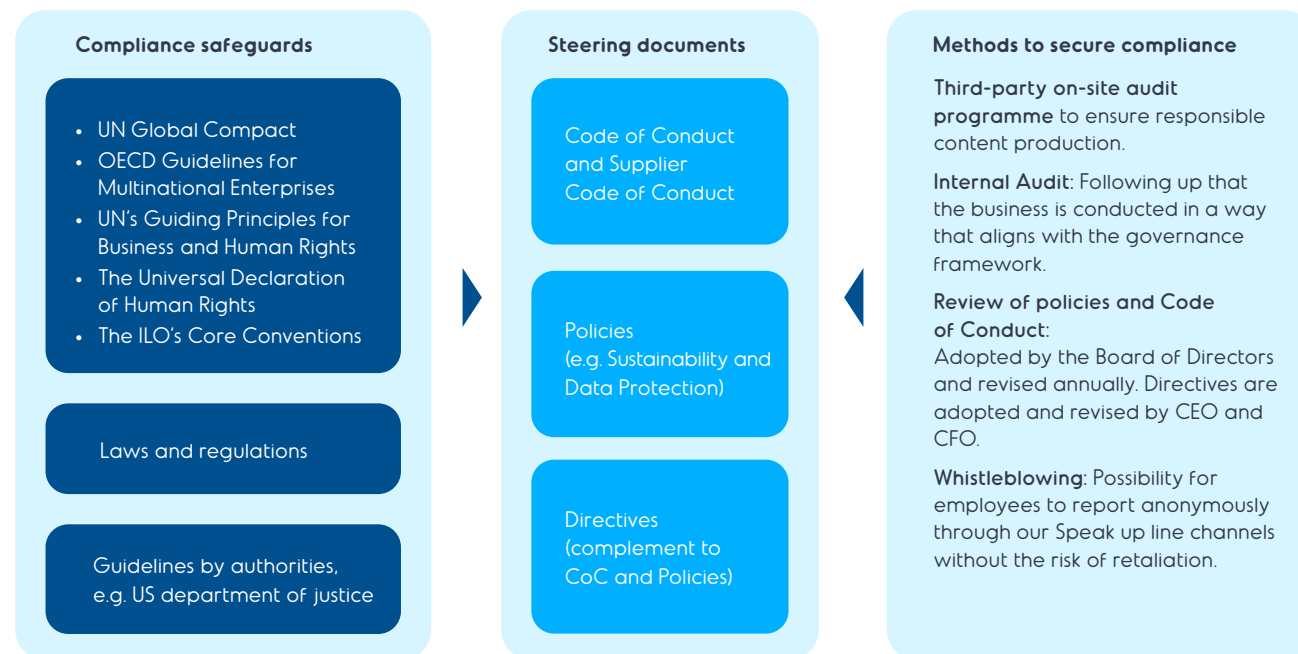 Compliance safeguards
• UN Global Compact
• OECD Guidelines for
Multinational Enterprises
• UN's Guiding Principles for
Business and Human Rights
• The Universal Declaration
of Human Rights
• The ILO's Core Conventions
Laws and regulations
Guidelines by authorities,
e.g. US department of justice
Steering documents
Code of Conduct
and Supplier
Code of Conduct
Policies
(e.g. Sustainability and
Data Protection)
Directives
(complement to
CoC and Policies)
Methods to secure compliance
Third-party on-site audit
programme to ensure responsible
content production.
Internal Audit: Following up that
the business is conducted in a way
that aligns with the governance
framework.
Review of policies and Code
of Conduct:
Adopted by the Board of Directors
and revised annually. Directives are
adopted and revised by CEO and
CFO.
Whistleblowing: Possibility for
employees to report anonymously
through our Speak up line channels
without the risk of retaliation.